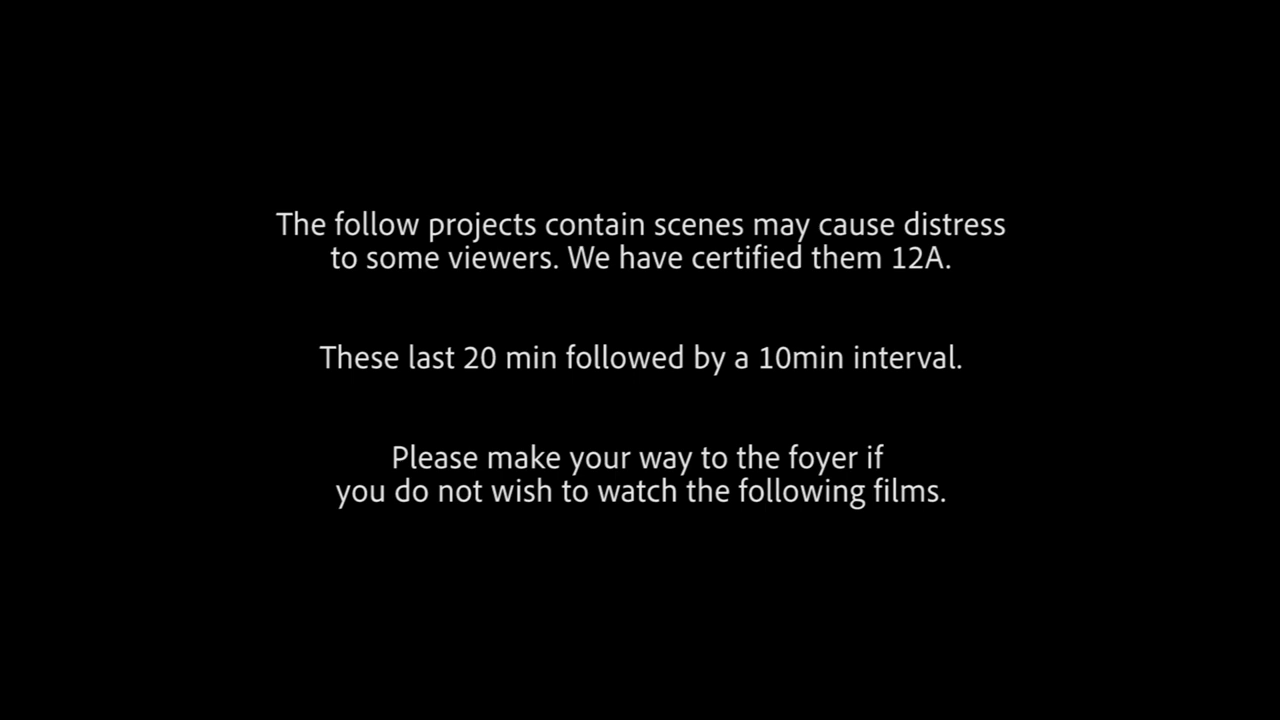 The follow projects contain scenes may cause distress
to some viewers. We have certified them 12A.
These last 20 min followed by a 10min interval.
Please make your way to the foyer if
you do not wish to watch the following films.